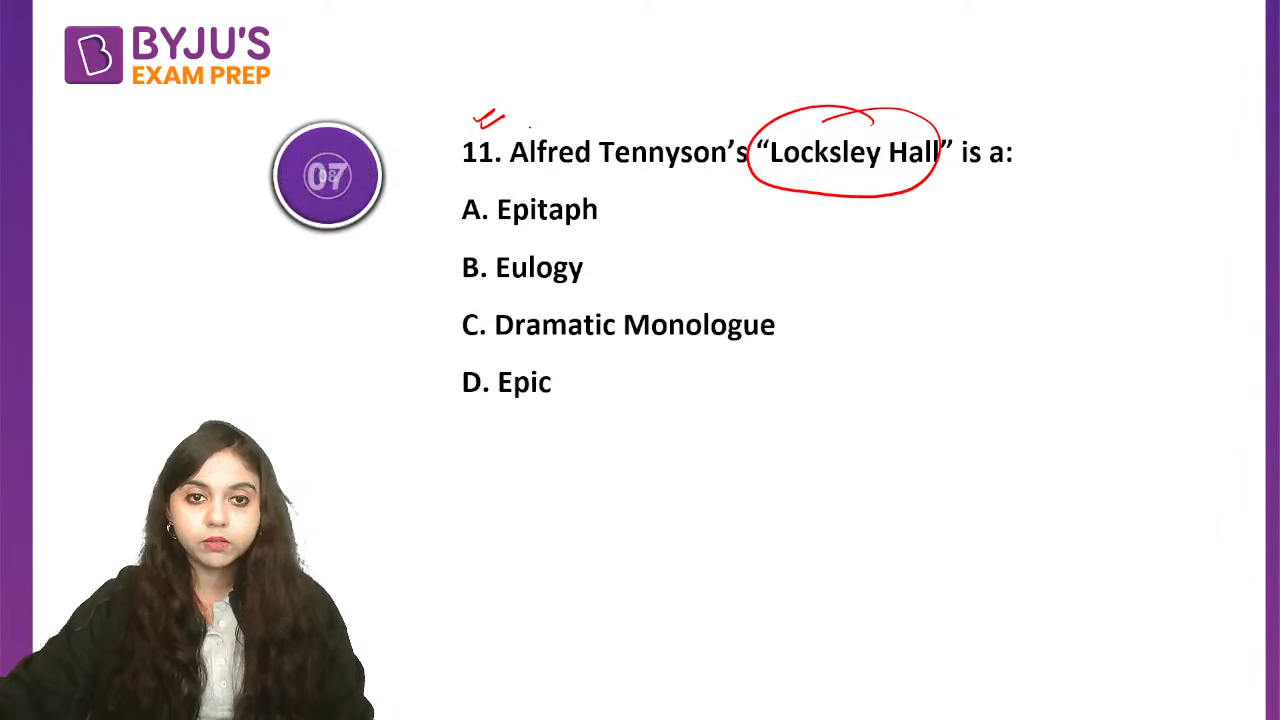 BYJU'S
EXAM PREP
11. Alfred Tennyson’s “Locksley Hall” is a:
A. Epitaph
B. Eulogy
C. Dramatic Monologue
D. Epic
07